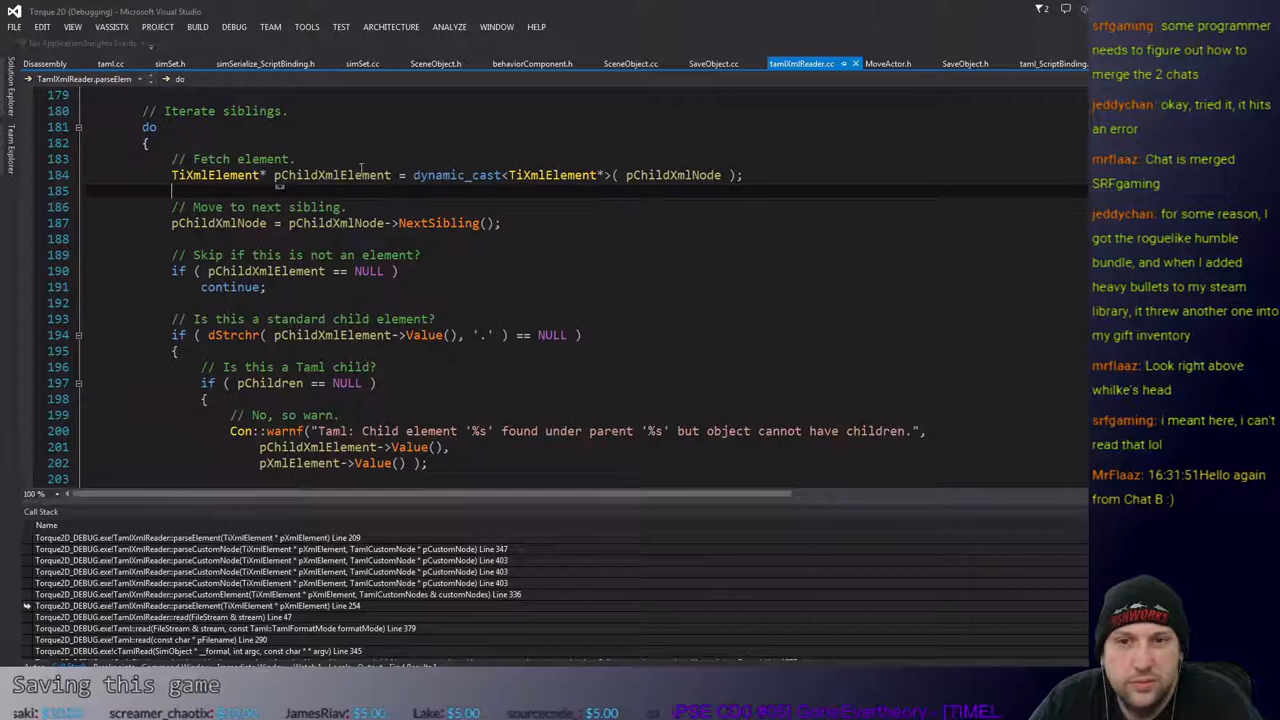 Torque 2D (Debugging) - Microsoft Visual Studio
FILE EDIT VIEW VASSISTX PROJECT BUILD DEBUG TEAM TOOLS TEST ARCHITECTURE ANALYZE WINDOW HELP
2
No Application Insights Events
Disassembly taml.cc simSet.h simSerialize_ScriptBinding.h simSet.cc SceneObject.h behaviorComponent.h SceneObject.cc SaveObject.cc tamlXmlReader.cc MoveActor.h SaveObject.h taml_ScriptBinding.
TamlXmlReader.parseElem do
Solution Explorer
Team Explorer
179
180 // Iterate siblings.
181 do
182 {
183 // Fetch element.
184 TiXmlElement* pChildXmlElement = dynamic_cast<TiXmlElement*>( pChildXmlNode );
185
186 // Move to next sibling.
187 pChildXmlNode = pChildXmlNode->NextSibling();
188
189 // Skip if this is not an element?
190 if ( pChildXmlElement == NULL )
191 continue;
192
193 // Is this a standard child element?
194 if ( dStrchr( pChildXmlElement->Value(), '.' ) == NULL )
195 {
196 // Is this a Taml child?
197 if ( pChildren == NULL )
198 {
199 // No, so warn.
200 Con::warnf("Taml: Child element '%s' found under parent '%s' but object cannot have children.",
201 pChildXmlElement->Value(),
202 pXmlElement->Value() );
203
100 %
Call Stack
Name
Torque2D_DEBUG.exe!TamlXmlReader::parseElement(TiXmlElement * pXmlElement) Line 209
Torque2D_DEBUG.exe!TamlXmlReader::parseCustomNode(TiXmlElement * pXmlElement, TamlCustomNode * pCustomNode) Line 347
Torque2D_DEBUG.exe!TamlXmlReader::parseCustomNode(TiXmlElement * pXmlElement, TamlCustomNode * pCustomNode) Line 403
Torque2D_DEBUG.exe!TamlXmlReader::parseCustomNode(TiXmlElement * pXmlElement, TamlCustomNode * pCustomNode) Line 403
Torque2D_DEBUG.exe!TamlXmlReader::parseCustomElement(TiXmlElement * pXmlElement, TamlCustomNodes & customNodes) Line 336
Torque2D_DEBUG.exe!TamlXmlReader::parseElement(TiXmlElement * pXmlElement) Line 254
Torque2D_DEBUG.exe!TamlXmlReader::read(FileStream & stream) Line 47
Torque2D_DEBUG.exe!Taml::read(FileStream & stream, const Taml::TamlFormatMode formatMode) Line 379
Torque2D_DEBUG.exe!Taml::read(const char * pFilename) Line 290
Torque2D_DEBUG.exe!cTamlRead(SimObject * __formal, int argc, const char * * argv) Line 345
Saving this game
saki: $10.00 screamer_chaotix: $10.00 JamesRiav: $5.00 Lake: $5.00 sourcecode_: $5.00
srfgaming: some programmer
needs to figure out how to
merge the 2 chats
jeddychan: okay, tried it, it hits
an error
mrflaaz: Chat is merged
SRFgaming
jeddychan: for some reason, I
got the roguelike humble
bundle, and when I added
heavy bullets to my steam
library, it threw another one into
my gift inventory
mrflaaz: Look right above
whilke's head
srfgaming: i meant here, i can't
read that lol
MrFlaaz: 16:31:51Hello again
from Chat B :)